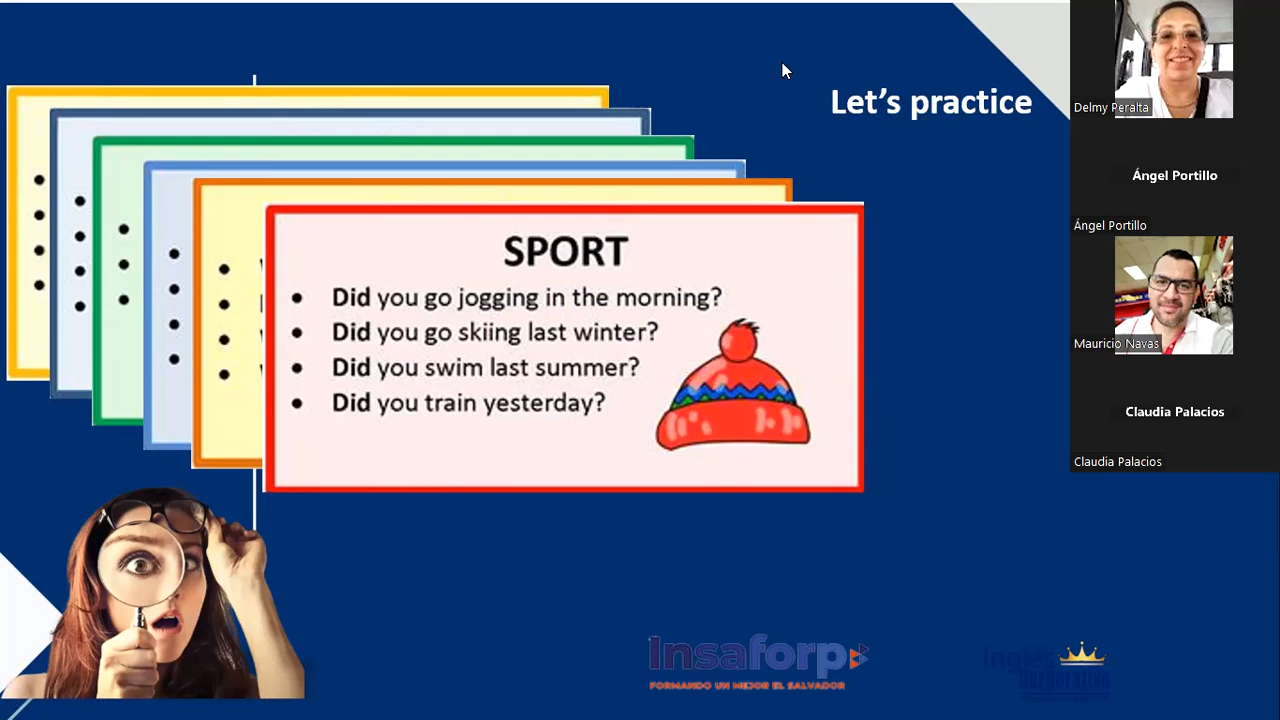 Let's practice
SPORT
• Did you go jogging in the morning?
• Did you go skiing last winter?
• Did you swim last summer?
• Did you train yesterday?
Insaforp
FORMANDO UN MEJOR EL SALVADOR
Inglés
Corporativo
Delmy Peralta
Ángel Portillo
Ángel Portillo
Mauricio Navas
Claudia Palacios
Claudia Palacios